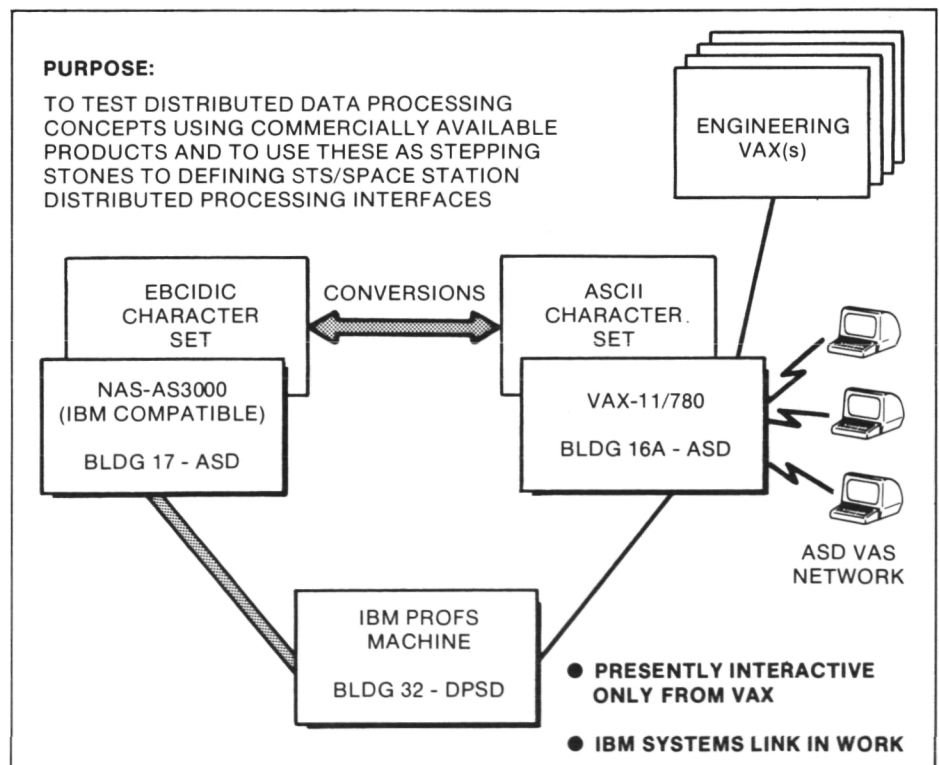 PURPOSE:
TO TEST DISTRIBUTED DATA PROCESSING
CONCEPTS USING COMMERCIALLY AVAILABLE
PRODUCTS AND TO USE THESE AS STEPPING
STONES TO DEFINING STS/SPACE STATION
DISTRIBUTED PROCESSING INTERFACES
ENGINEERING
VAX(s)
EBCIDIC
CHARACTER
SET
CONVERSIONS
ASCII
CHARACTER
SET
NAS-AS3000
(IBM COMPATIBLE)
BLDG 17 - ASD
VAX-11/780
BLDG 16A - ASD
ASD VAS
NETWORK
IBM PROFS
MACHINE
BLDG 32 - DPSD
● PRESENTLY INTERACTIVE
ONLY FROM VAX
● IBM SYSTEMS LINK IN WORK